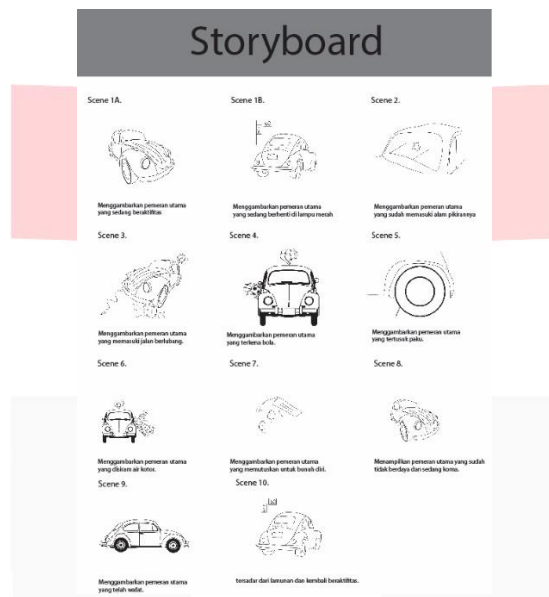 Storyboard
Scene 1A.
Scene 1B.
Scene 2.
Menggambarkan pemeran utama
yang sedang beraktifitas
Menggambarkan pemeran utama
yang sedang berhenti di lampu merah
Menggambarkan pemeran utama
yang sudah memasuki alam pikirannya
Scene 3.
Scene 4.
Scene 5.
Menggambarkan pemeran utama
yang memasuki jalan berlubang.
Menggambarkan pemeran utama
yang terkena bola.
Menggambarkan pemeran utama
yang tertusuk paku.
Scene 6.
Scene 7.
Scene 8.
Menggambarkan pemeran utama
yang disiram air kotor.
Menggambarkan pemeran utama
yang memutuskan untuk bunuh diri.
Menampilkan pemeran utama yang sudah
tidak berdaya dan sedang koma.
Scene 9.
Scene 10.
Menggambarkan pemeran utama
yang telah wafat.
tersadar dari lamunan dan kembali beraktifitas.